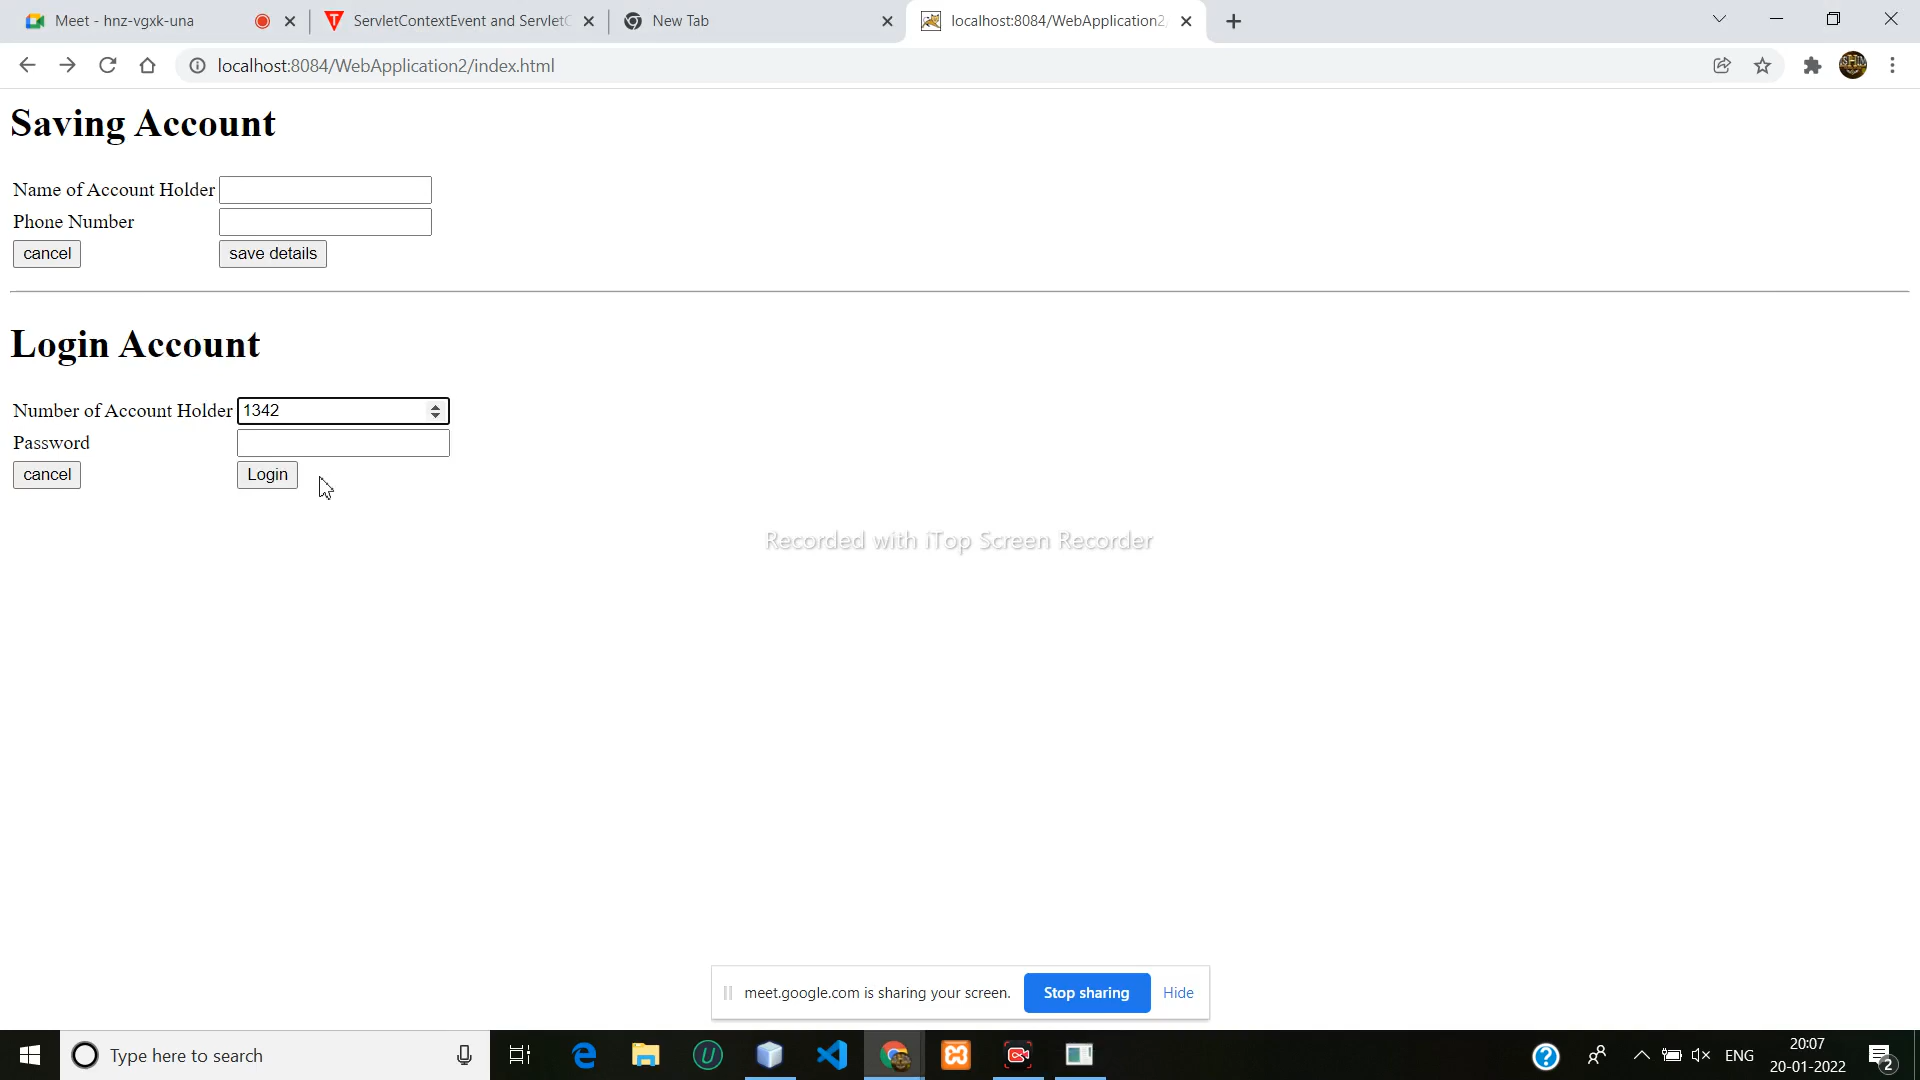 Meet - hnz-vgxk-una
ServletContextEvent and Servlet
New Tab
localhost:8084/WebApplication2
localhost:8084/WebApplication2/index.html
Saving Account
Name of Account Holder
Phone Number
cancel save details
Login Account
Number of Account Holder 1342
Password
cancel Login
Recorded with iTop Screen Recorder
meet.google.com is sharing your screen. Stop sharing Hide
Type here to search
ENG
20:07
20-01-2022
2